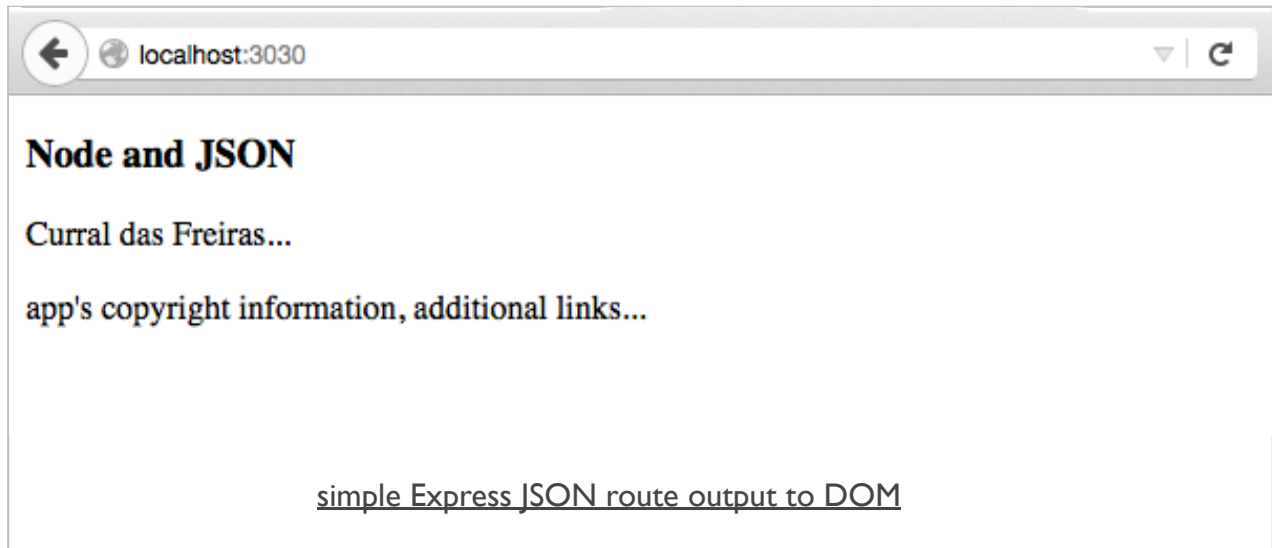 localhost:3030
Node and JSON
Curral das Freiras...
app's copyright information, additional links...
simple Express JSON route output to DOM